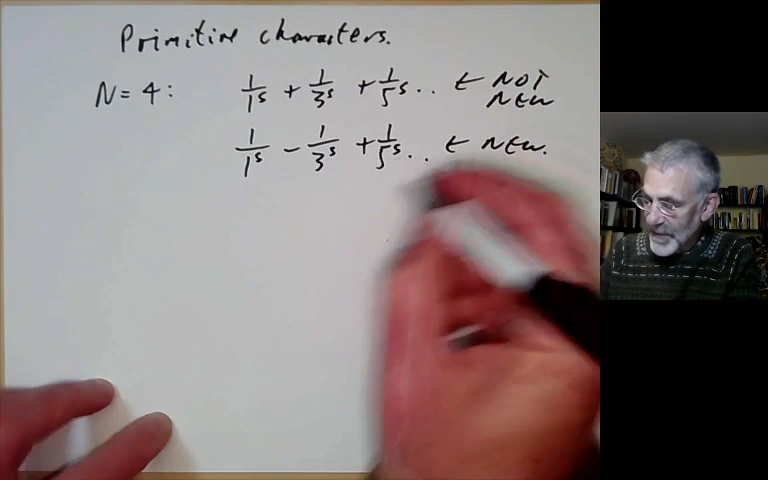 Primitive characters.
N = 4: 1/1^s + 1/3^s + 1/5^s .. ← NOT NEW
1/1^s - 1/3^s + 1/5^s .. ← NEW.